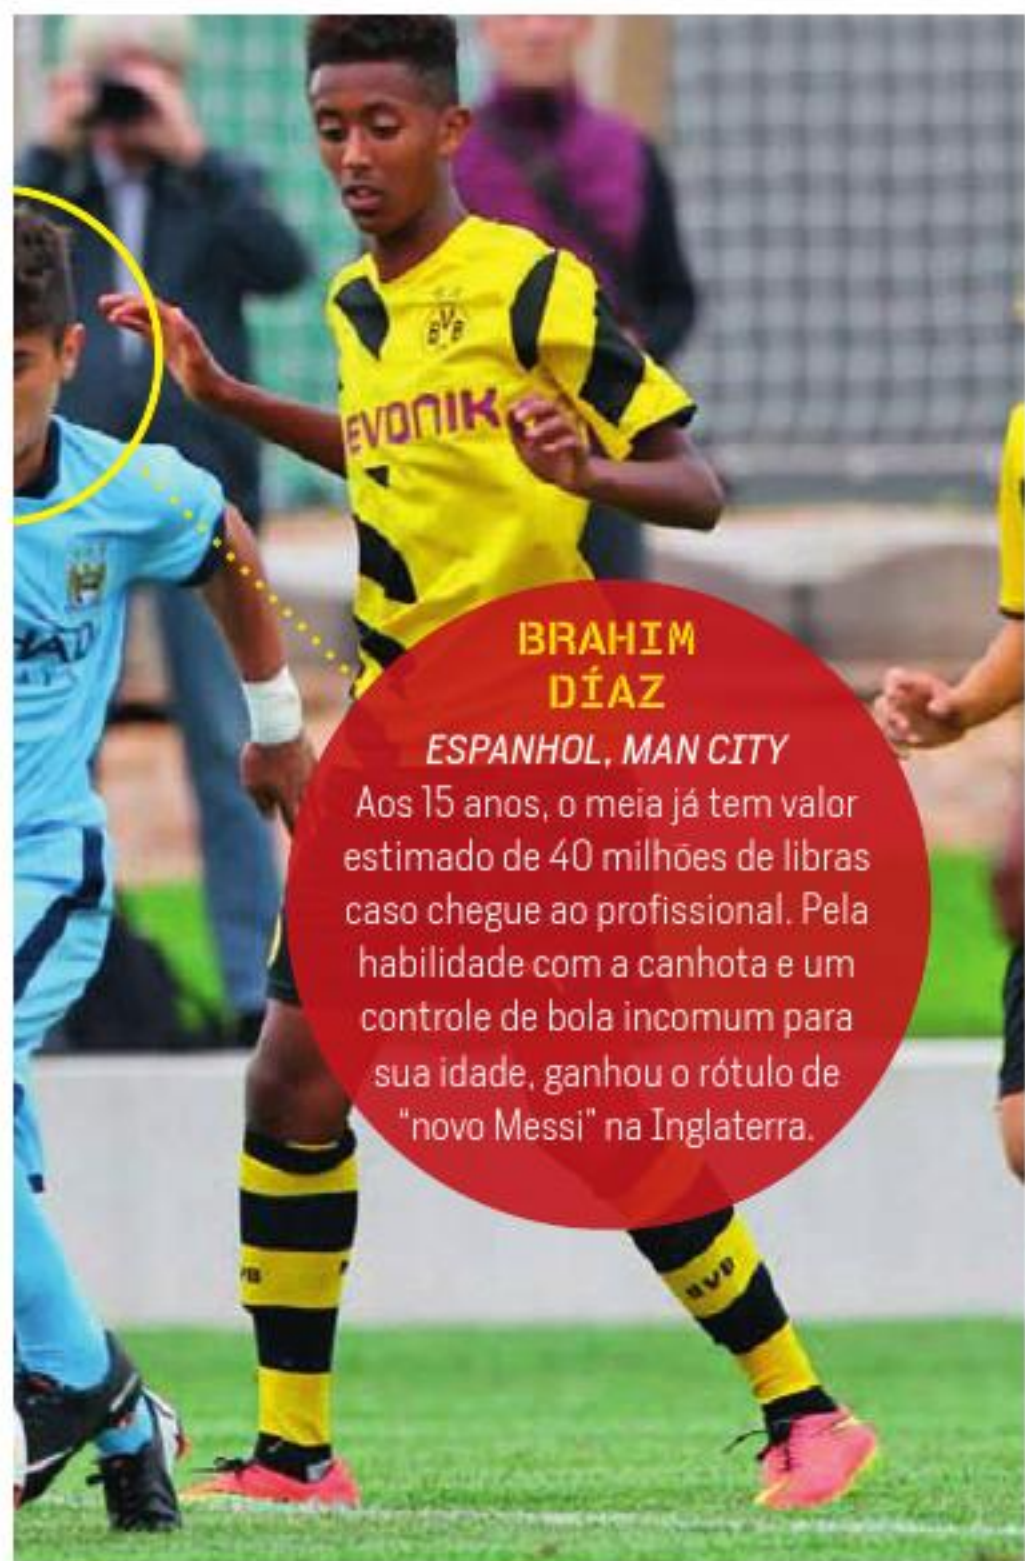 BVB
EVONIK
BRAHIM
DÍAZ
ESPANHOL, MAN CITY
Aos 15 anos, o meia já tem valor
estimado de 40 milhões de libras
caso chegue ao profissional. Pela
habilidade com a canhota e um
controle de bola incomum para
sua idade, ganhou o rótulo de
“novo Messi” na Inglaterra.
BVB